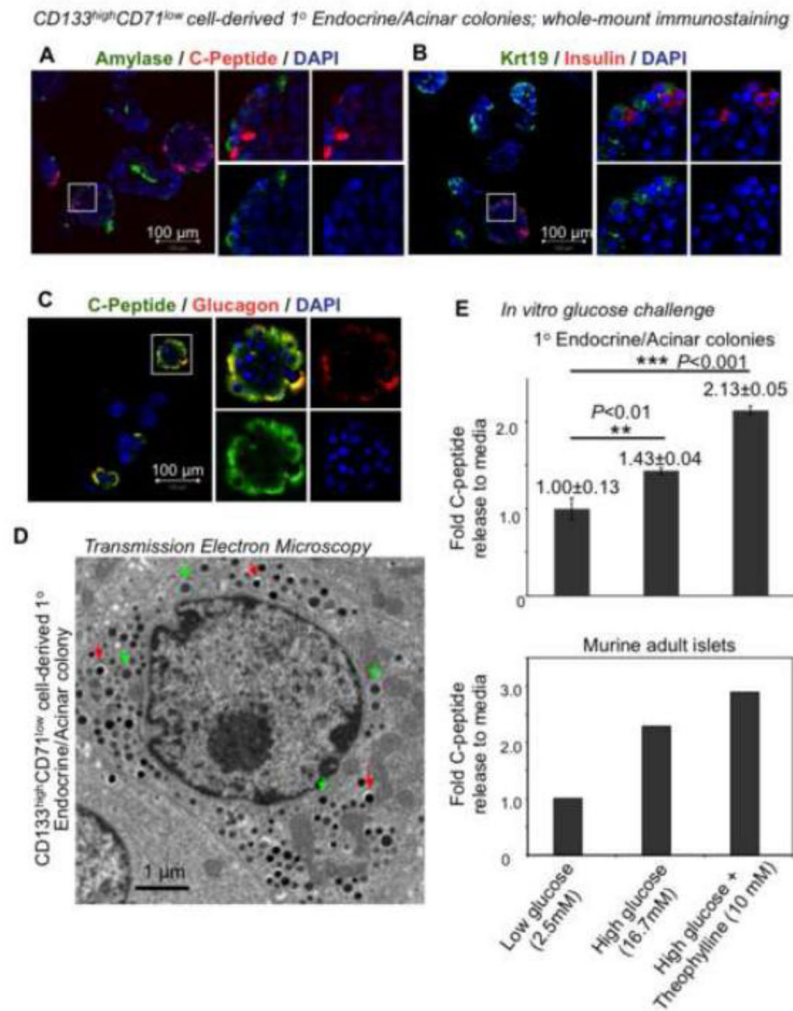 CD133highCD71low cell-derived 1o Endocrine/Acinar colonies; whole-mount immunostaining
A
Amylase / C-Peptide / DAPI
100 µm
B
Krt19 / Insulin / DAPI
100 µm
C
C-Peptide / Glucagon / DAPI
100 µm
D
Transmission Electron Microscopy
CD133highCD71low cell-derived 1o
Endocrine/Acinar colony
1 µm
E
In vitro glucose challenge
1o Endocrine/Acinar colonies
*** P<0.001
2.13±0.05
P<0.01
**
1.43±0.04
1.00±0.13
Fold C-peptide
release to media
2.0
1.0
0
Murine adult islets
Fold C-peptide
release to media
3.0
2.0
1.0
0
Low glucose
(2.5mM)
High glucose
(16.7mM)
High glucose +
Theophylline (10 mM)